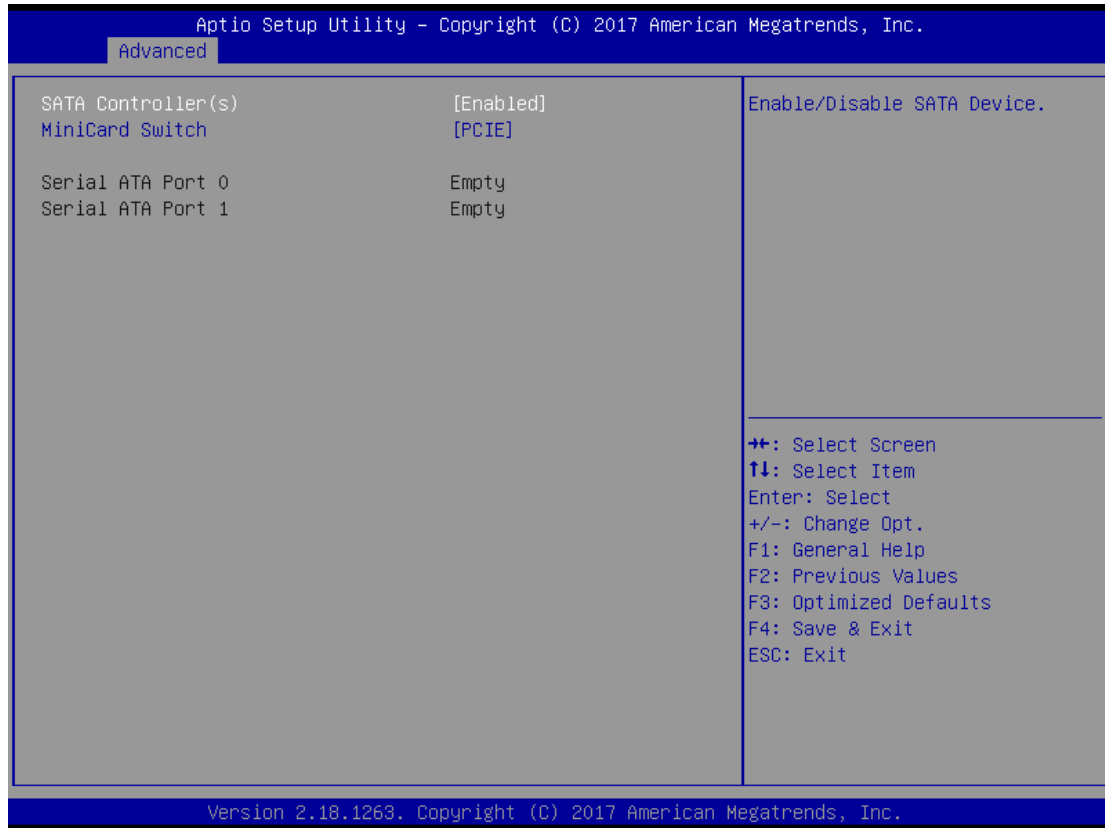 Aptio Setup Utility – Copyright (C) 2017 American Megatrends, Inc.
Advanced
SATA Controller(s) [Enabled]
MiniCard Switch [PCIE]
Serial ATA Port 0 Empty
Serial ATA Port 1 Empty
Enable/Disable SATA Device.
→←: Select Screen
↑↓: Select Item
Enter: Select
+/-: Change Opt.
F1: General Help
F2: Previous Values
F3: Optimized Defaults
F4: Save & Exit
ESC: Exit
Version 2.18.1263. Copyright (C) 2017 American Megatrends, Inc.